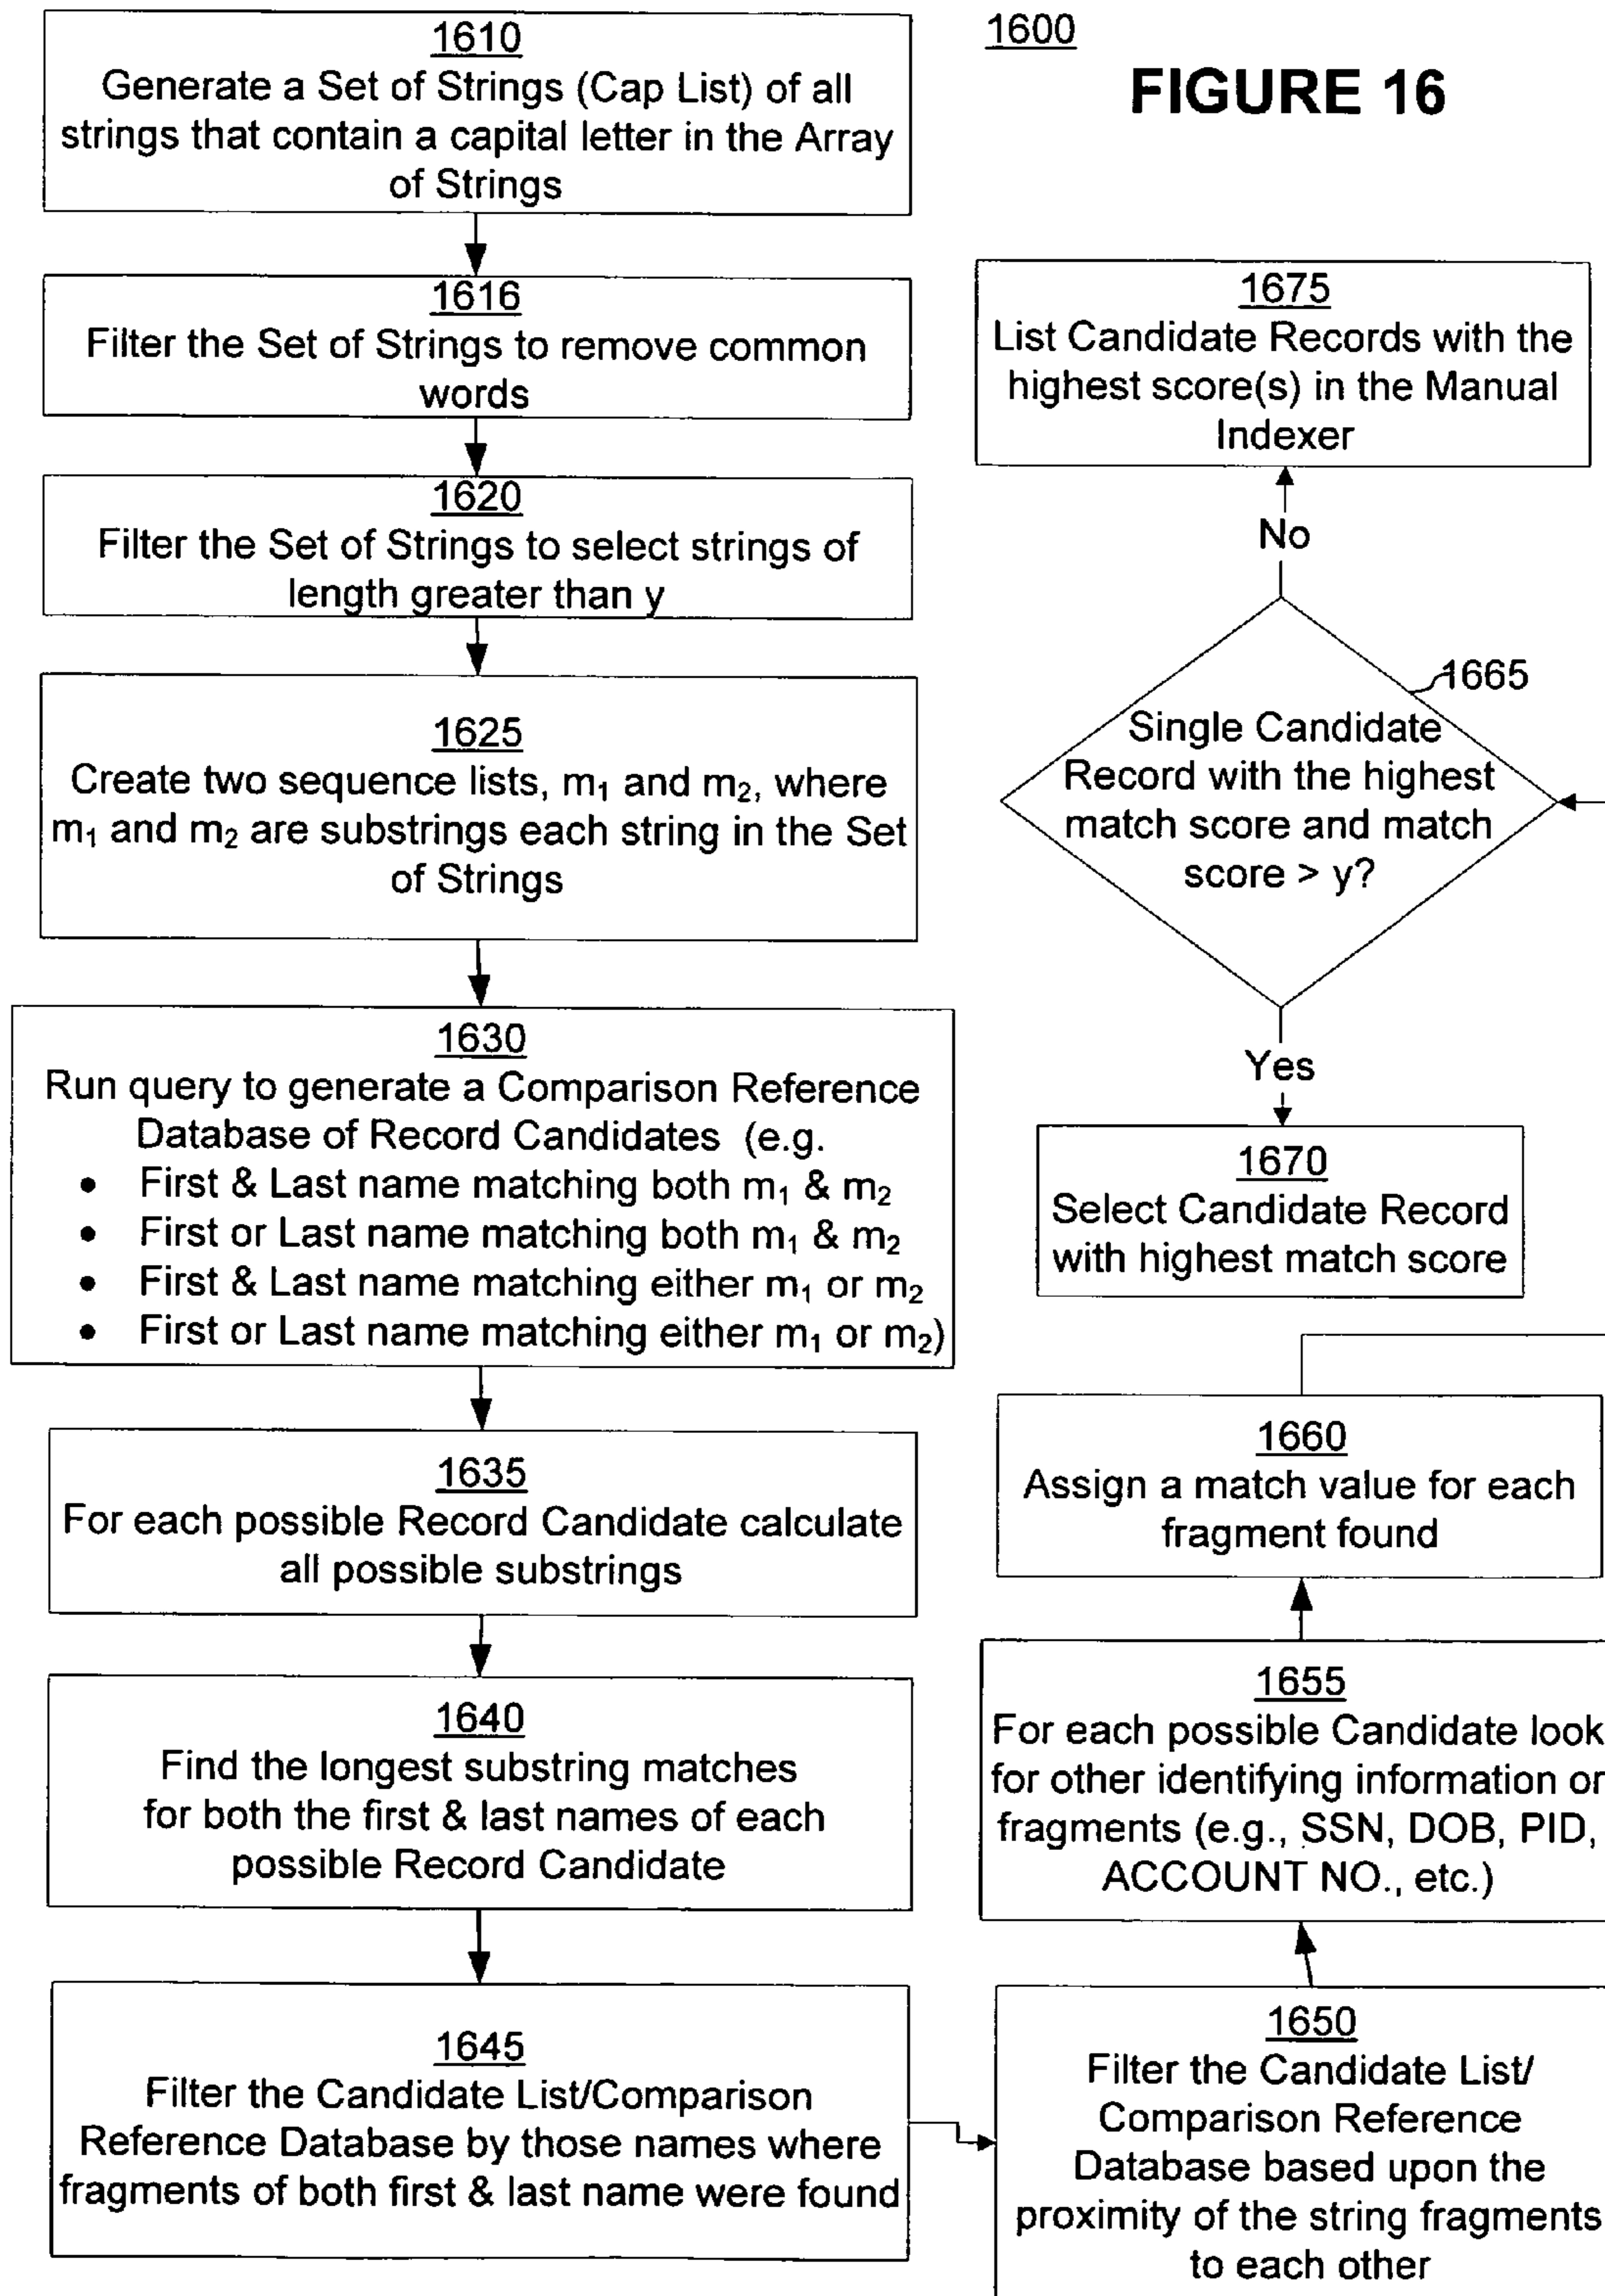 1600
FIGURE 16
1610
Generate a Set of Strings (Cap List) of all
strings that contain a capital letter in the Array
of Strings
1616
Filter the Set of Strings to remove common
words
1620
Filter the Set of Strings to select strings of
length greater than y
1625
Create two sequence lists, m₁ and m₂, where
m₁ and m₂ are substrings each string in the Set
of Strings
1630
Run query to generate a Comparison Reference
Database of Record Candidates (e.g.
• First & Last name matching both m₁ & m₂
• First or Last name matching both m₁ & m₂
• First & Last name matching either m₁ or m₂
• First or Last name matching either m₁ or m₂)
1635
For each possible Record Candidate calculate
all possible substrings
1640
Find the longest substring matches
for both the first & last names of each
possible Record Candidate
1645
Filter the Candidate List/Comparison
Reference Database by those names where
fragments of both first & last name were found
1650
Filter the Candidate List/
Comparison Reference
Database based upon the
proximity of the string fragments
to each other
1655
For each possible Candidate look
for other identifying information or
fragments (e.g., SSN, DOB, PID,
ACCOUNT NO., etc.)
1660
Assign a match value for each
fragment found
1665
Single Candidate
Record with the highest
match score and match
score > y?
No
1675
List Candidate Records with the
highest score(s) in the Manual
Indexer
Yes
1670
Select Candidate Record
with highest match score